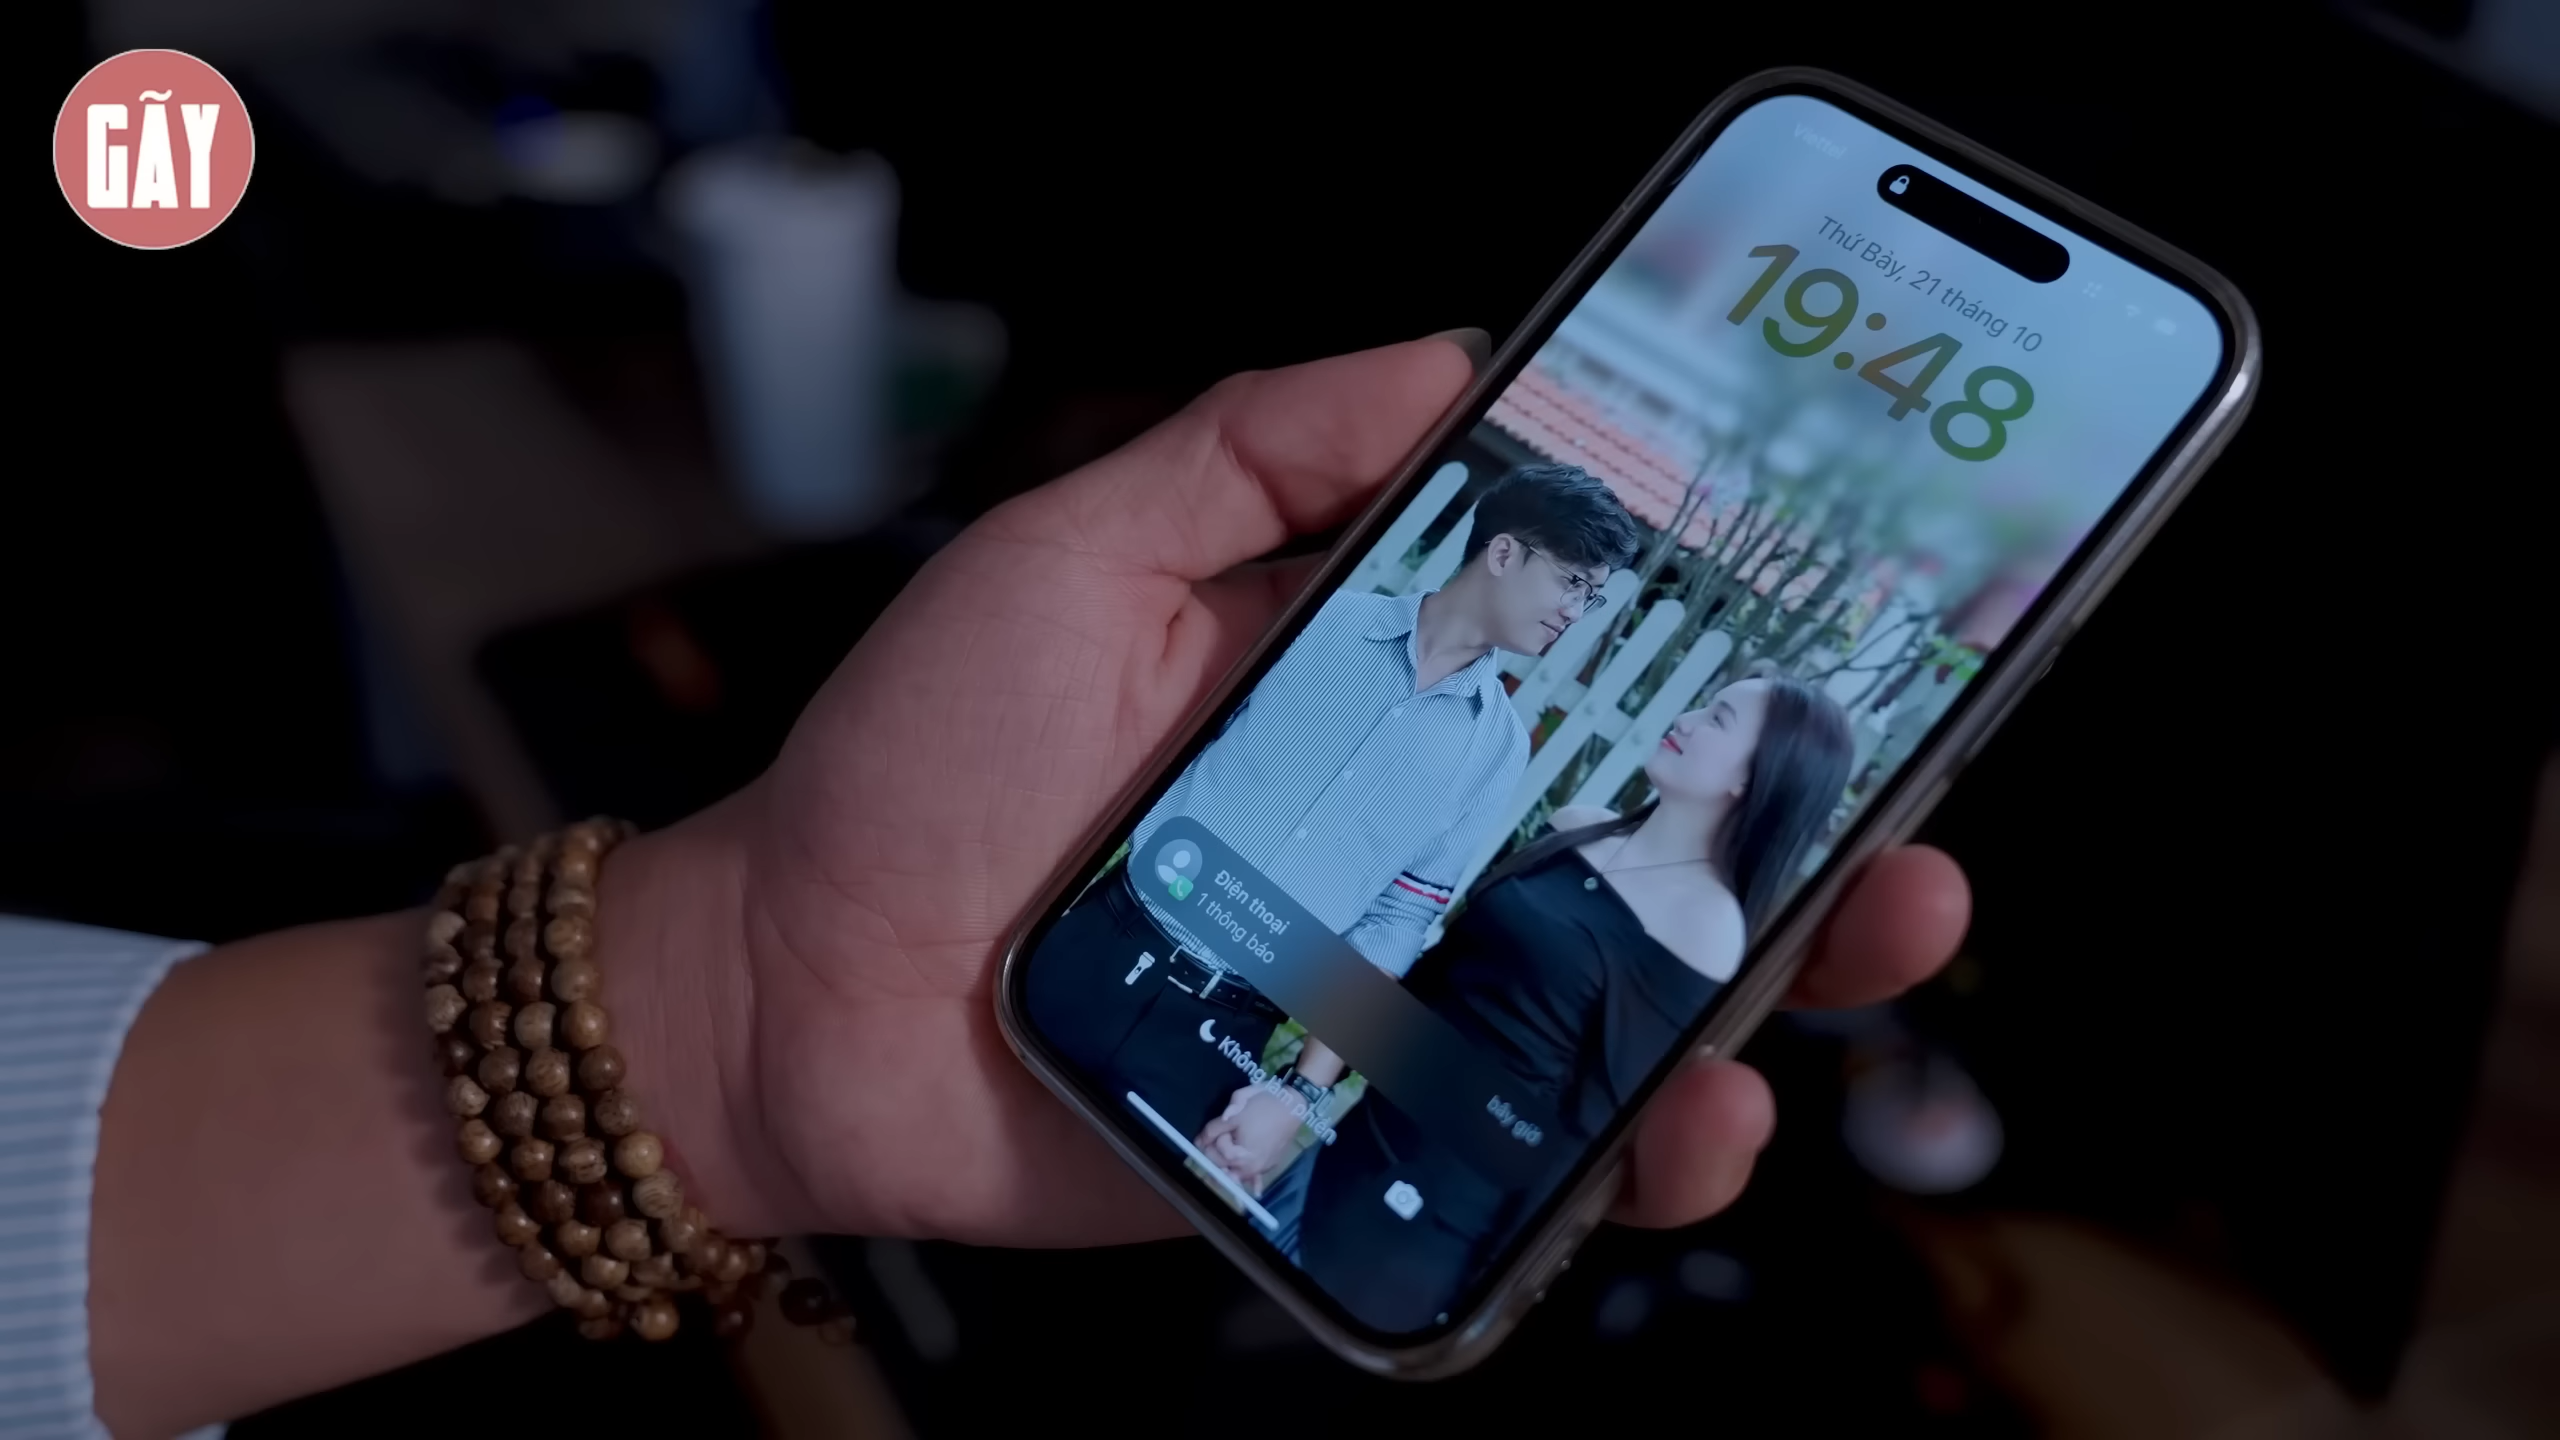 GÃY
Viettel
Thứ Bảy, 21 tháng 10
19:48
Điện thoại
1 thông báo
bây giờ
Không làm phiền